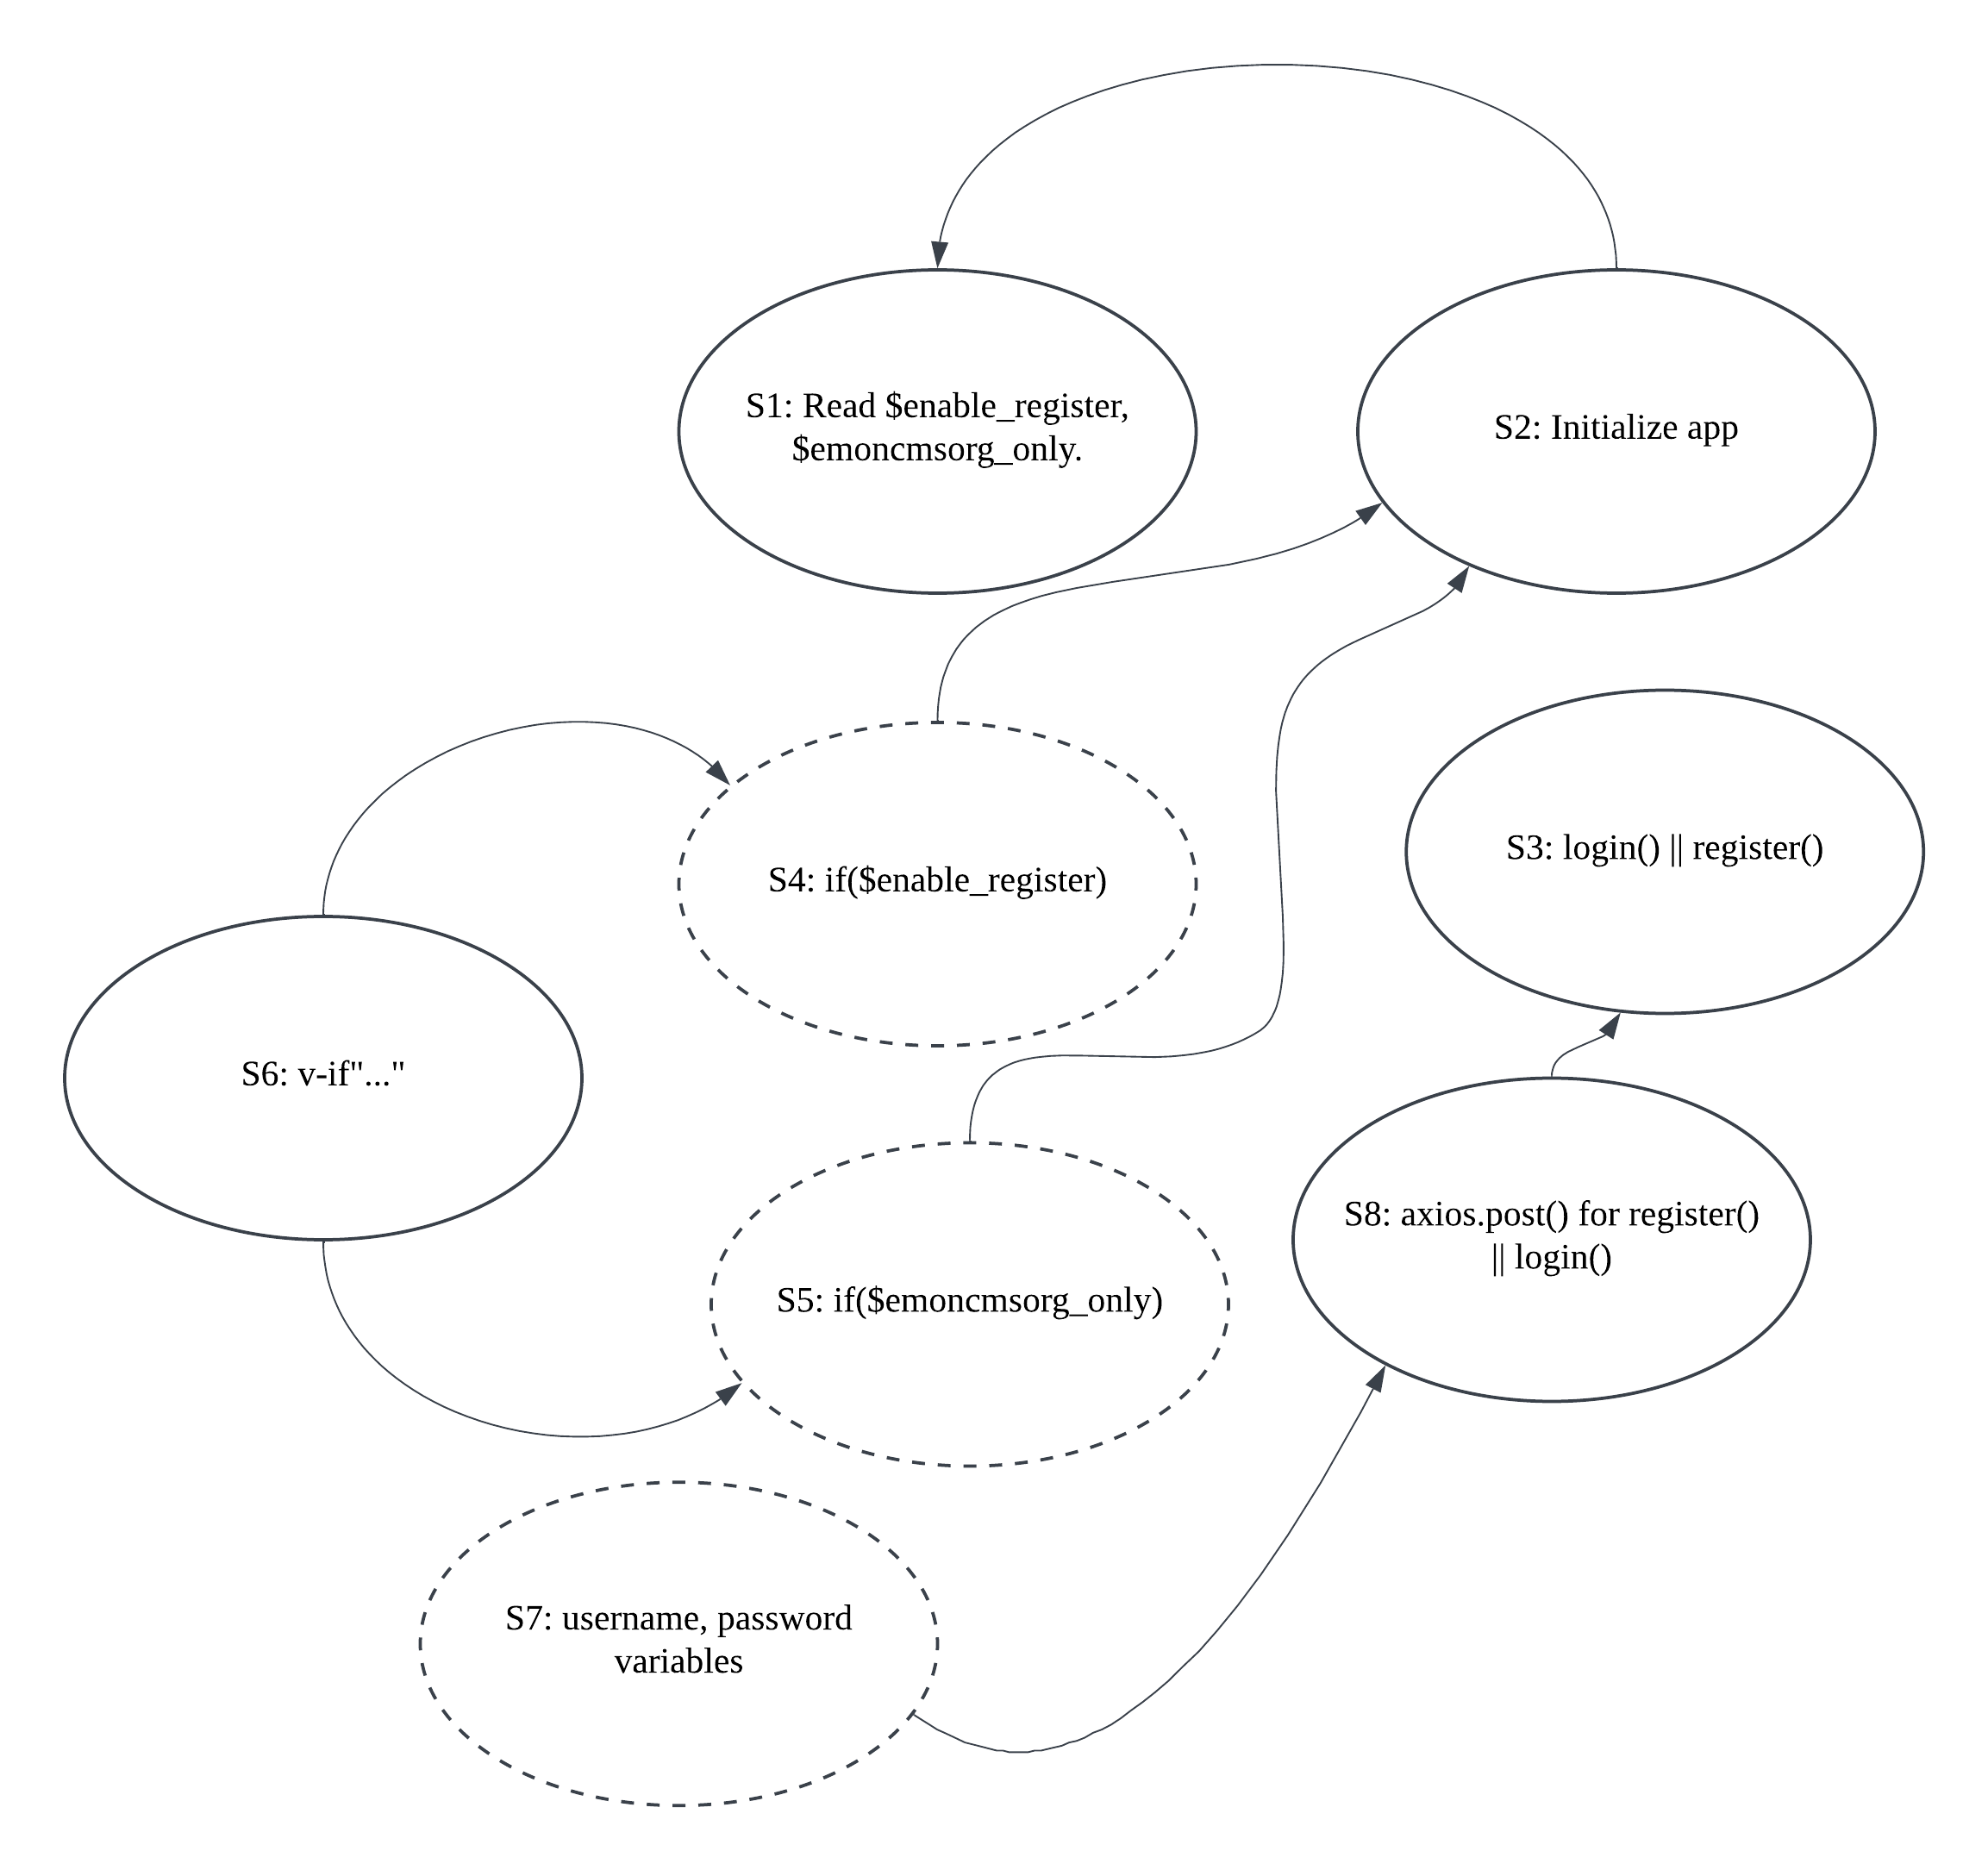 S1: Read $enable_register,
$emoncmsorg_only.
S2: Initialize app
S3: login() || register()
S4: if($enable_register)
S6: v-if"..."
S8: axios.post() for register()
|| login()
S5: if($emoncmsorg_only)
S7: username, password
variables